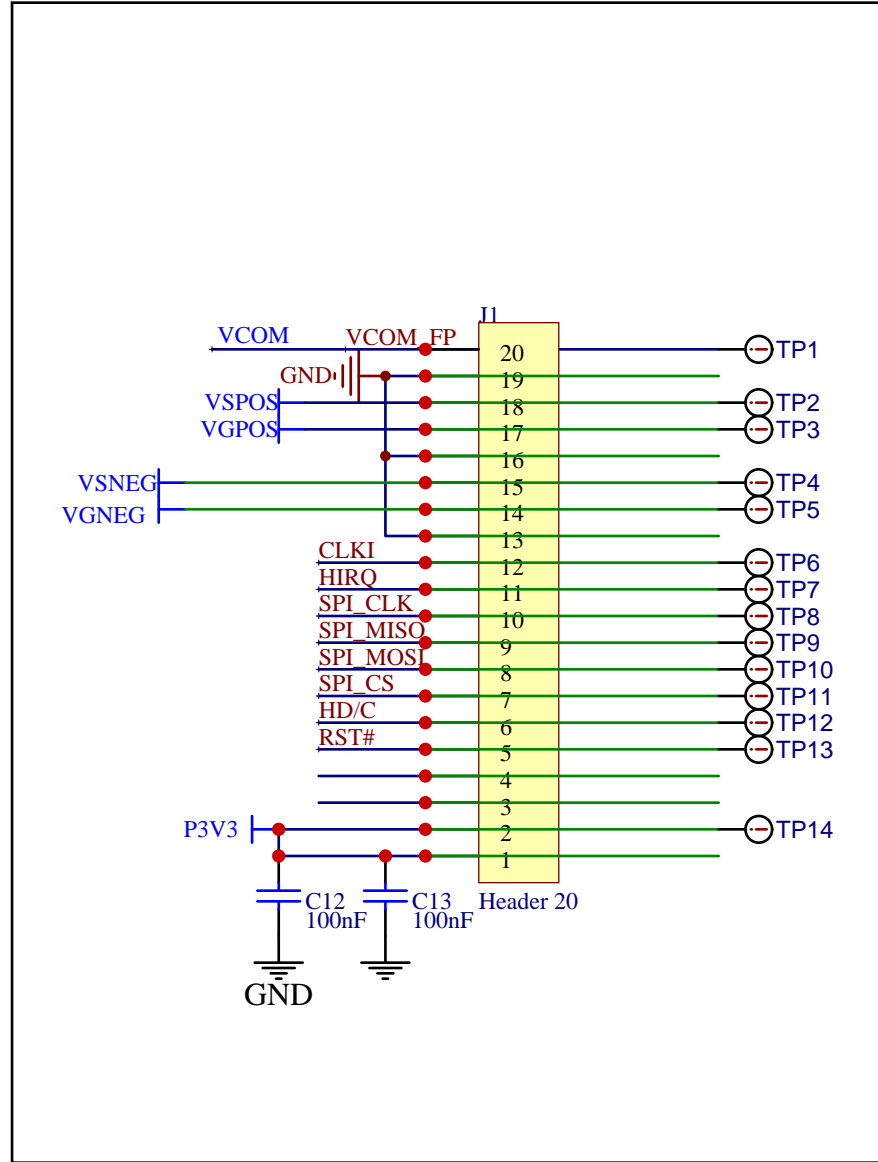 J1
VCOM VCOM_FP 20 TP1
GND 19
VSPOS 18 TP2
VGPOS 17 TP3
16
VSNEG 15 TP4
VGNEG 14 TP5
13
CLKI 12 TP6
HIRQ 11 TP7
SPI_CLK 10 TP8
SPI_MISO 9 TP9
SPI_MOSI 8 TP10
SPI_CS 7 TP11
HD/C 6 TP12
RST# 5 TP13
4
3
P3V3 2 TP14
1
C12 C13 Header 20
100nF 100nF
GND